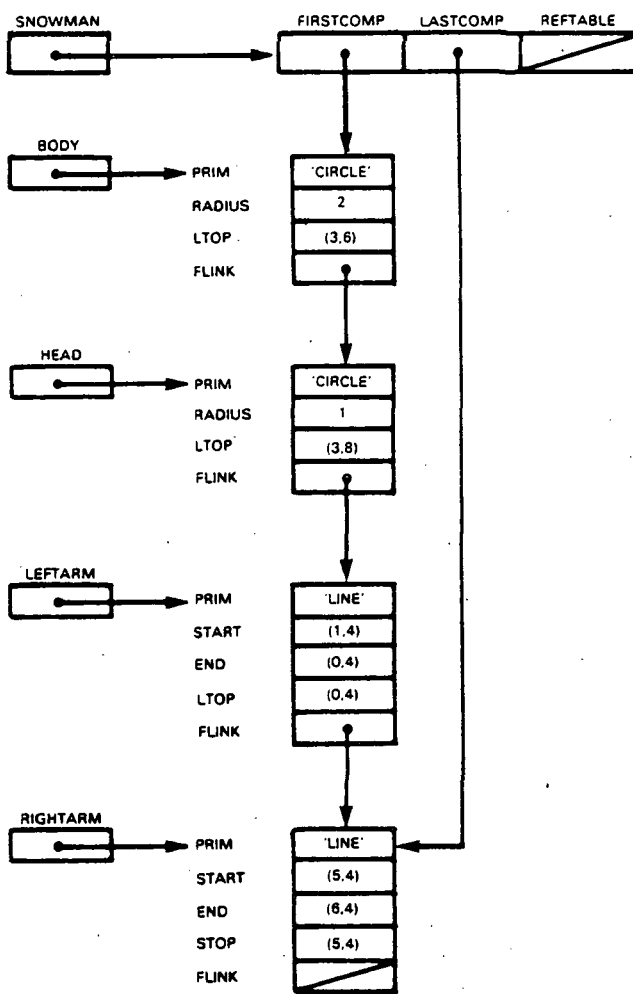 SNOWMAN FIRSTCOMP LASTCOMP REFTABLE
BODY
PRIM 'CIRCLE'
RADIUS 2
LTOP (3,6)
FLINK
HEAD
PRIM 'CIRCLE'
RADIUS 1
LTOP (3,8)
FLINK
LEFTARM
PRIM 'LINE'
START (1,4)
END (0,4)
LTOP (0,4)
FLINK
RIGHTARM
PRIM 'LINE'
START (5,4)
END (6,4)
STOP (5,4)
FLINK